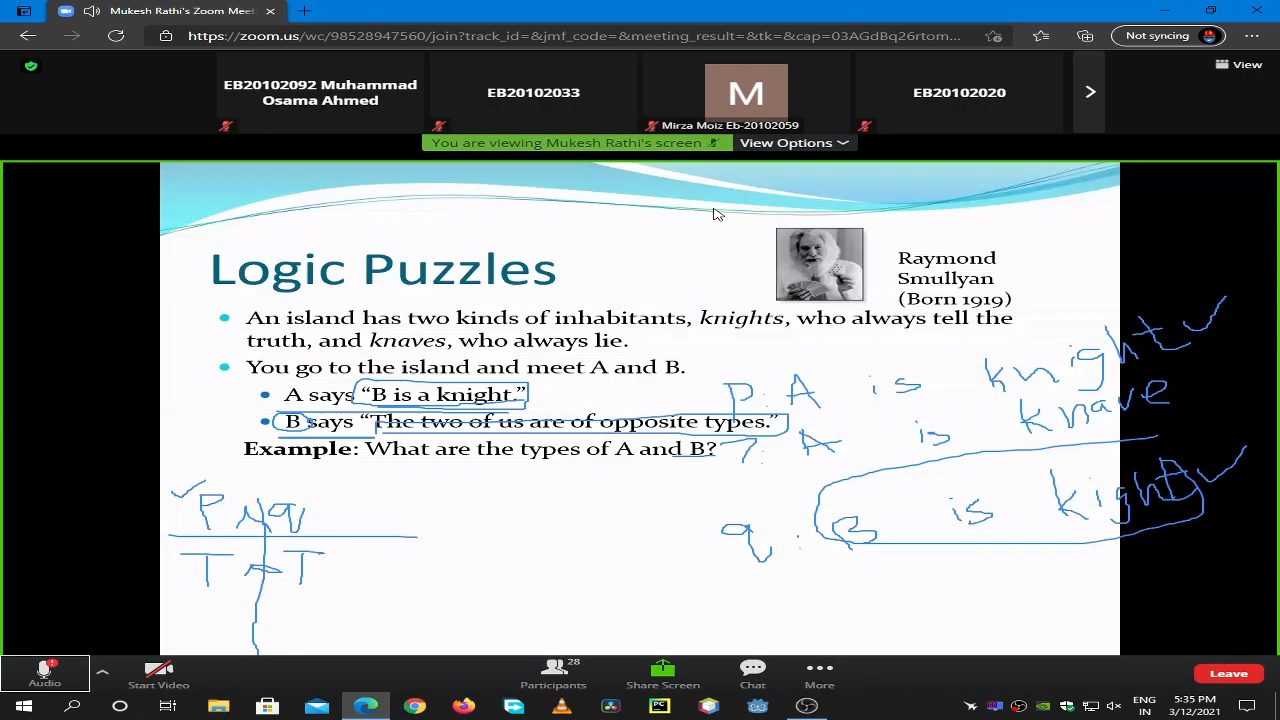 Mukesh Rathi's Zoom Meet
https://zoom.us/wc/98528947560/join?track_id=&jmf_code=&meeting_result=&tk=&cap=03AGdBq26rtom...
Not syncing
View
EB20102092 Muhammad
Osama Ahmed
EB20102033
M
Mirza Moiz Eb-20102059
EB20102020
You are viewing Mukesh Rathi's screen
View Options
Logic Puzzles
Raymond
Smullyan
(Born 1919)
An island has two kinds of inhabitants, knights, who always tell the
truth, and knaves, who always lie.
You go to the island and meet A and B.
A says “B is a knight.”
B says “The two of us are of opposite types.”
Example: What are the types of A and B?
p: A is knight
: A is knave
q : B is kight
P q
T T
Audio
Start Video
Participants
28
Share Screen
Chat
More
Leave
ENG
IN
5:35 PM
3/12/2021